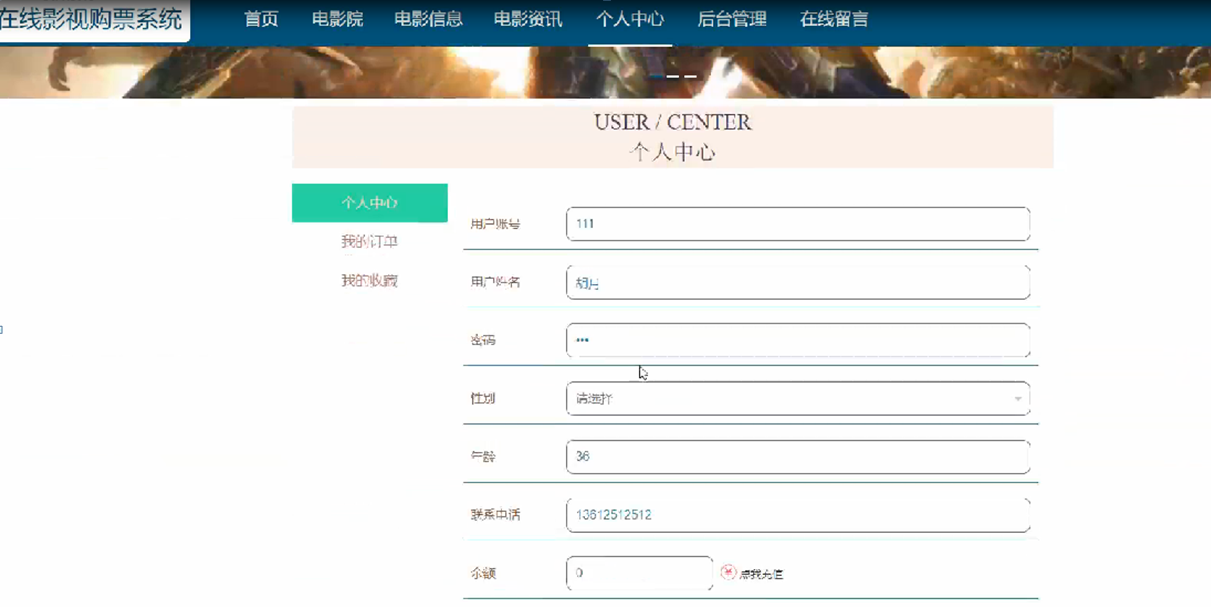 在线影视购票系统
首页 电影院 电影信息 电影资讯 个人中心 后台管理 在线留言
USER / CENTER
个人中心
个人中心
我的订单
我的收藏
用户账号 111
用户姓名 胡月
密码 •••
性别 请选择
年龄 36
联系电话 13612512512
余额 0 点我充值